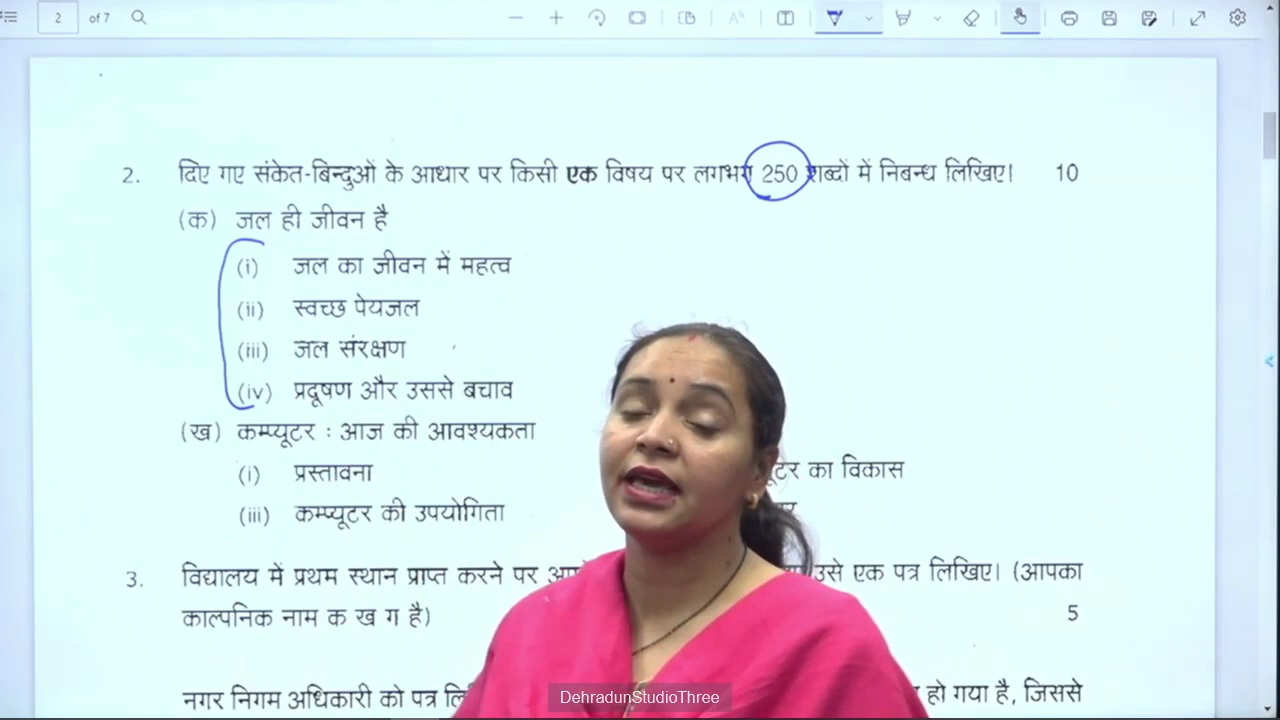 2 of 7
2. दिए गए संकेत-बिन्दुओं के आधार पर किसी एक विषय पर लगभग 250 शब्दों में निबन्ध लिखिए। 10
(क) जल ही जीवन है
(i) जल का जीवन में महत्व
(ii) स्वच्छ पेयजल
(iii) जल संरक्षण
(iv) प्रदूषण और उससे बचाव
(ख) कम्प्यूटर : आज की आवश्यकता
(i) प्रस्तावना का विकास
(iii) कम्प्यूटर की उपयोगिता
3. विद्यालय में प्रथम स्थान प्राप्त करने पर उसे एक पत्र लिखिए। (आपका
काल्पनिक नाम क ख ग है) 5
नगर निगम अधिकारी को पत्र हो गया है, जिससे
DehradunStudioThree